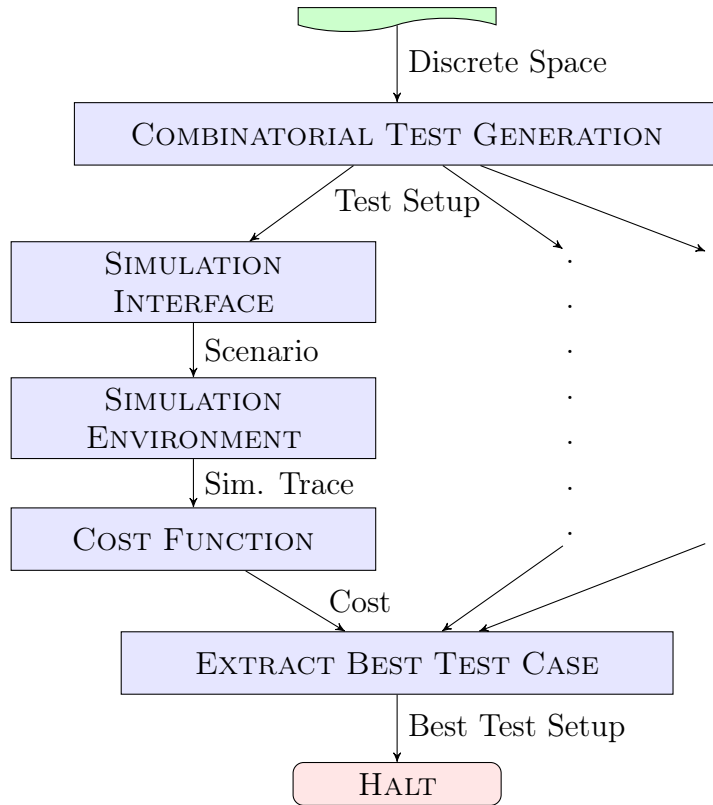 Discrete Space
COMBINATORIAL TEST GENERATION
Test Setup
SIMULATION
INTERFACE
Scenario
SIMULATION
ENVIRONMENT
Sim. Trace
COST FUNCTION
Cost
EXTRACT BEST TEST CASE
Best Test Setup
HALT